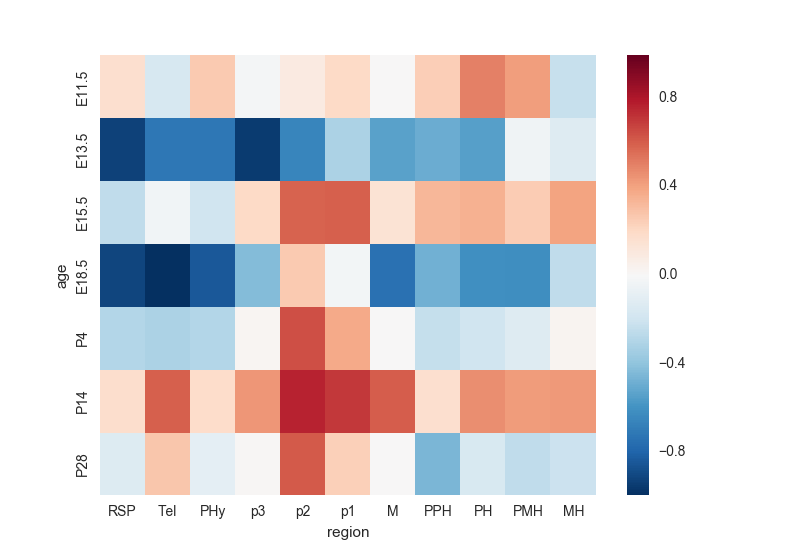 E11.5
E13.5
E15.5
E18.5
P4
P14
P28
age
RSP Tel PHy p3 p2 p1 M PPH PH PMH MH
region
0.8
0.4
0.0
−0.4
−0.8